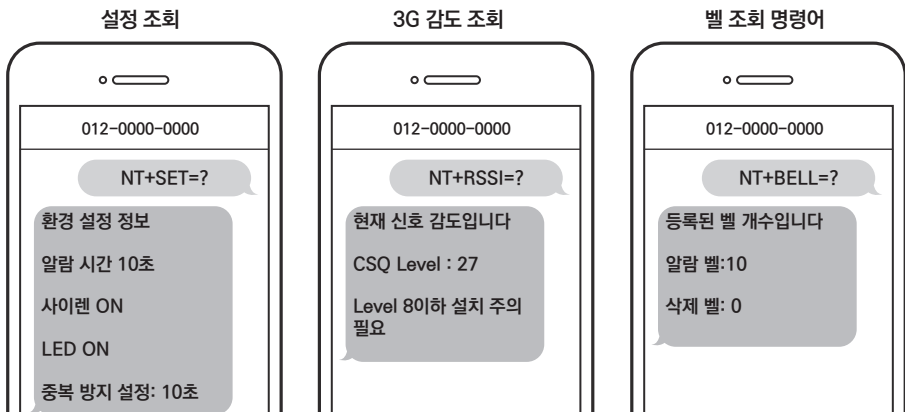 설정 조회
012-0000-0000
NT+SET=?
환경 설정 정보
알람 시간 10초
사이렌 ON
LED ON
중복 방지 설정: 10초
3G 감도 조회
012-0000-0000
NT+RSSI=?
현재 신호 감도입니다
CSQ Level : 27
Level 8이하 설치 주의
필요
벨 조회 명령어
012-0000-0000
NT+BELL=?
등록된 벨 개수입니다
알람 벨:10
삭제 벨: 0